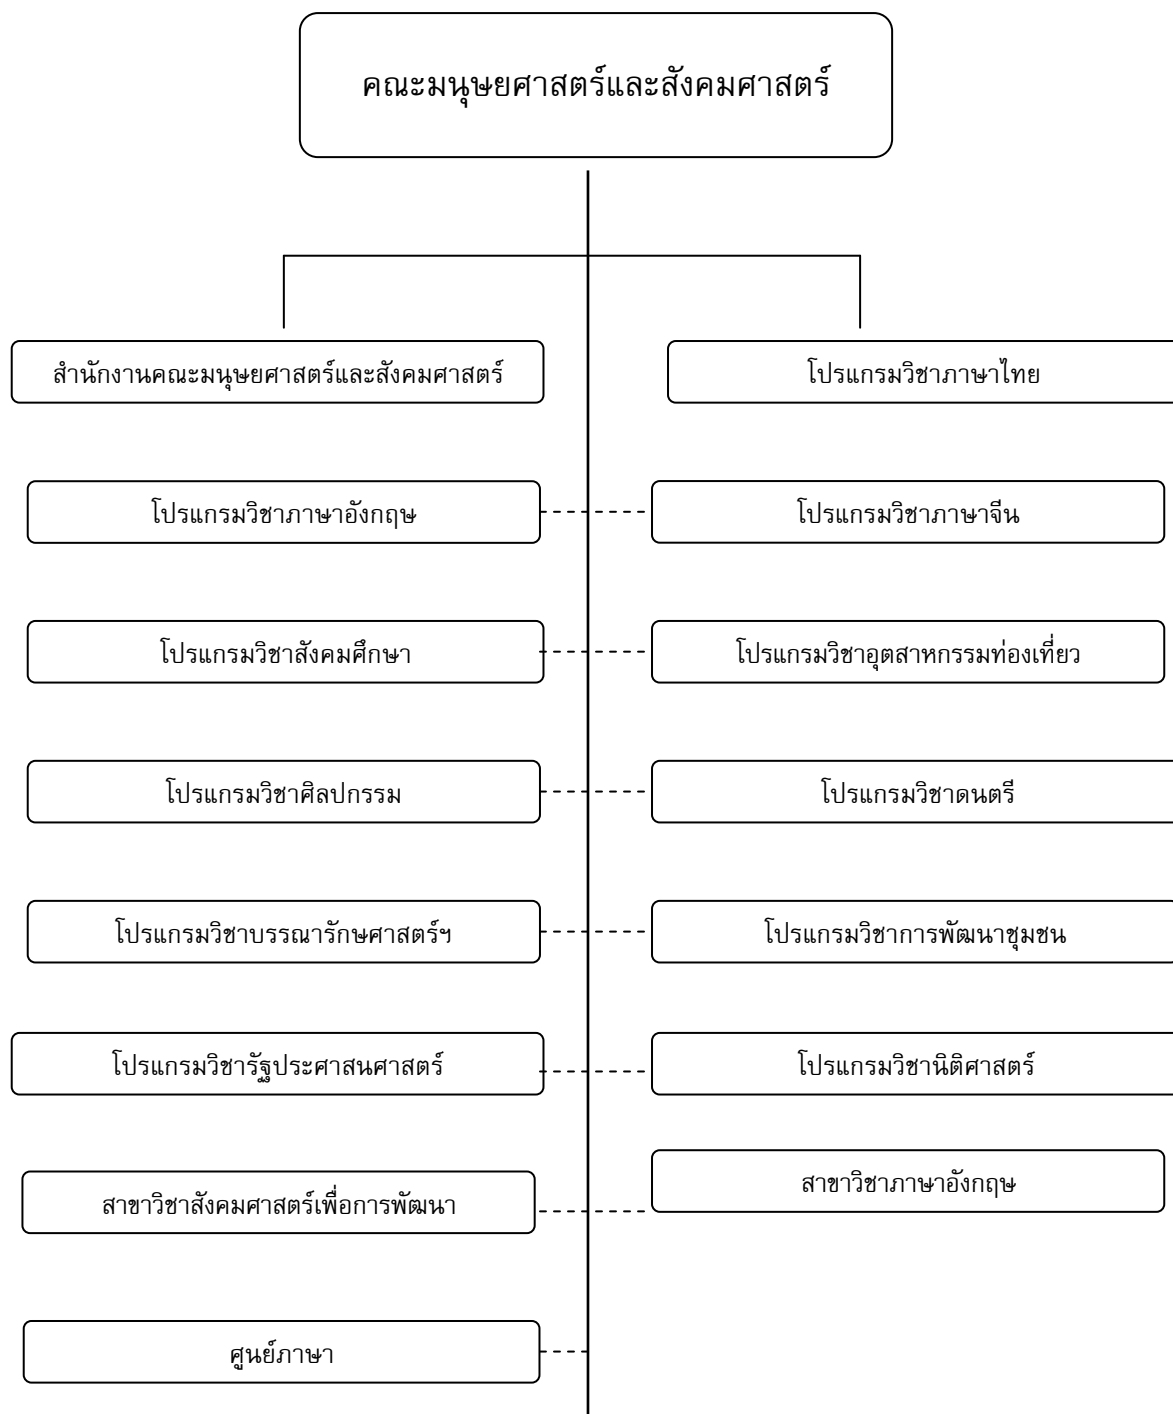 คณะมนุษยศาสตร์และสังคมศาสตร์
สำนักงานคณะมนุษยศาสตร์และสังคมศาสตร์
โปรแกรมวิชาภาษาไทย
โปรแกรมวิชาภาษาอังกฤษ
โปรแกรมวิชาภาษาจีน
โปรแกรมวิชาสังคมศึกษา
โปรแกรมวิชาอุตสาหกรรมท่องเที่ยว
โปรแกรมวิชาศิลปกรรม
โปรแกรมวิชาดนตรี
โปรแกรมวิชาบรรณารักษศาสตร์ฯ
โปรแกรมวิชาการพัฒนาชุมชน
โปรแกรมวิชารัฐประศาสนศาสตร์
โปรแกรมวิชานิติศาสตร์
สาขาวิชาสังคมศาสตร์เพื่อการพัฒนา
สาขาวิชาภาษาอังกฤษ
ศูนย์ภาษา